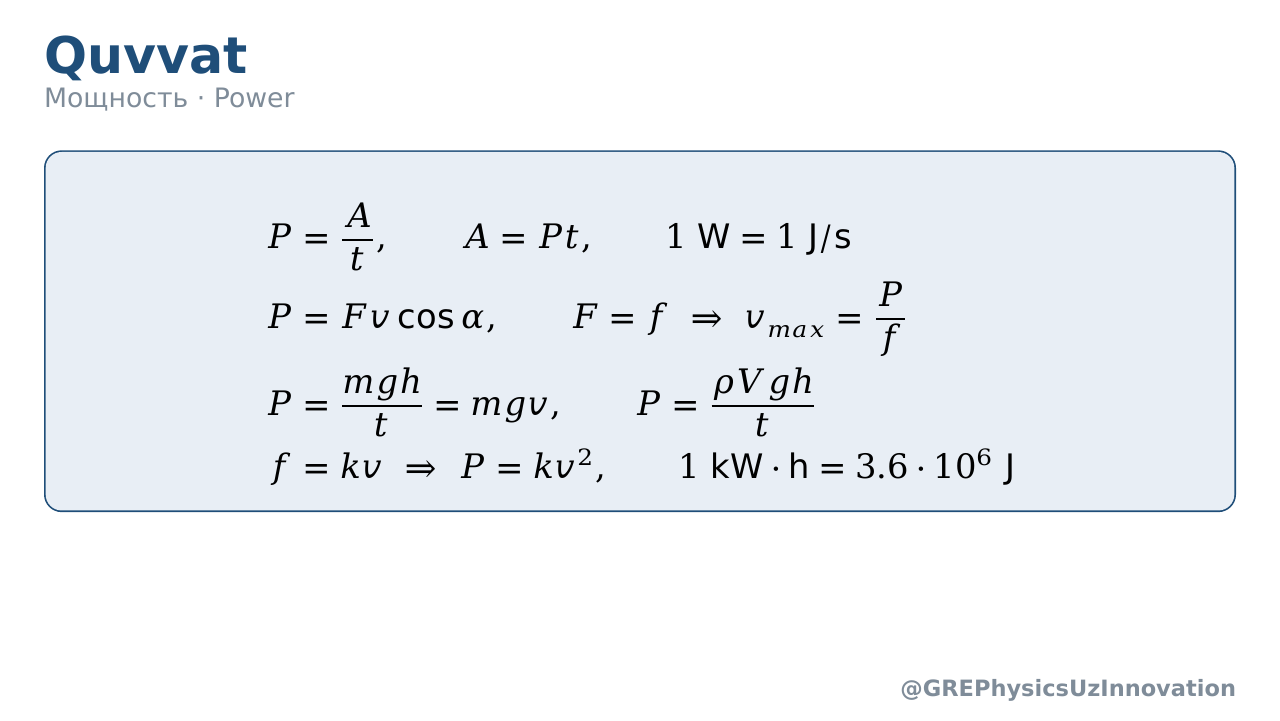 Quvvat
Мощность · Power
P = A/t, A = Pt, 1 W = 1 J/s
P = Fv cos α, F = f ⇒ v_max = P/f
P = mgh/t = mgv, P = ρVgh/t
f = kv ⇒ P = kv², 1 kW · h = 3.6 · 10⁶ J
@GREPhysicsUzInnovation